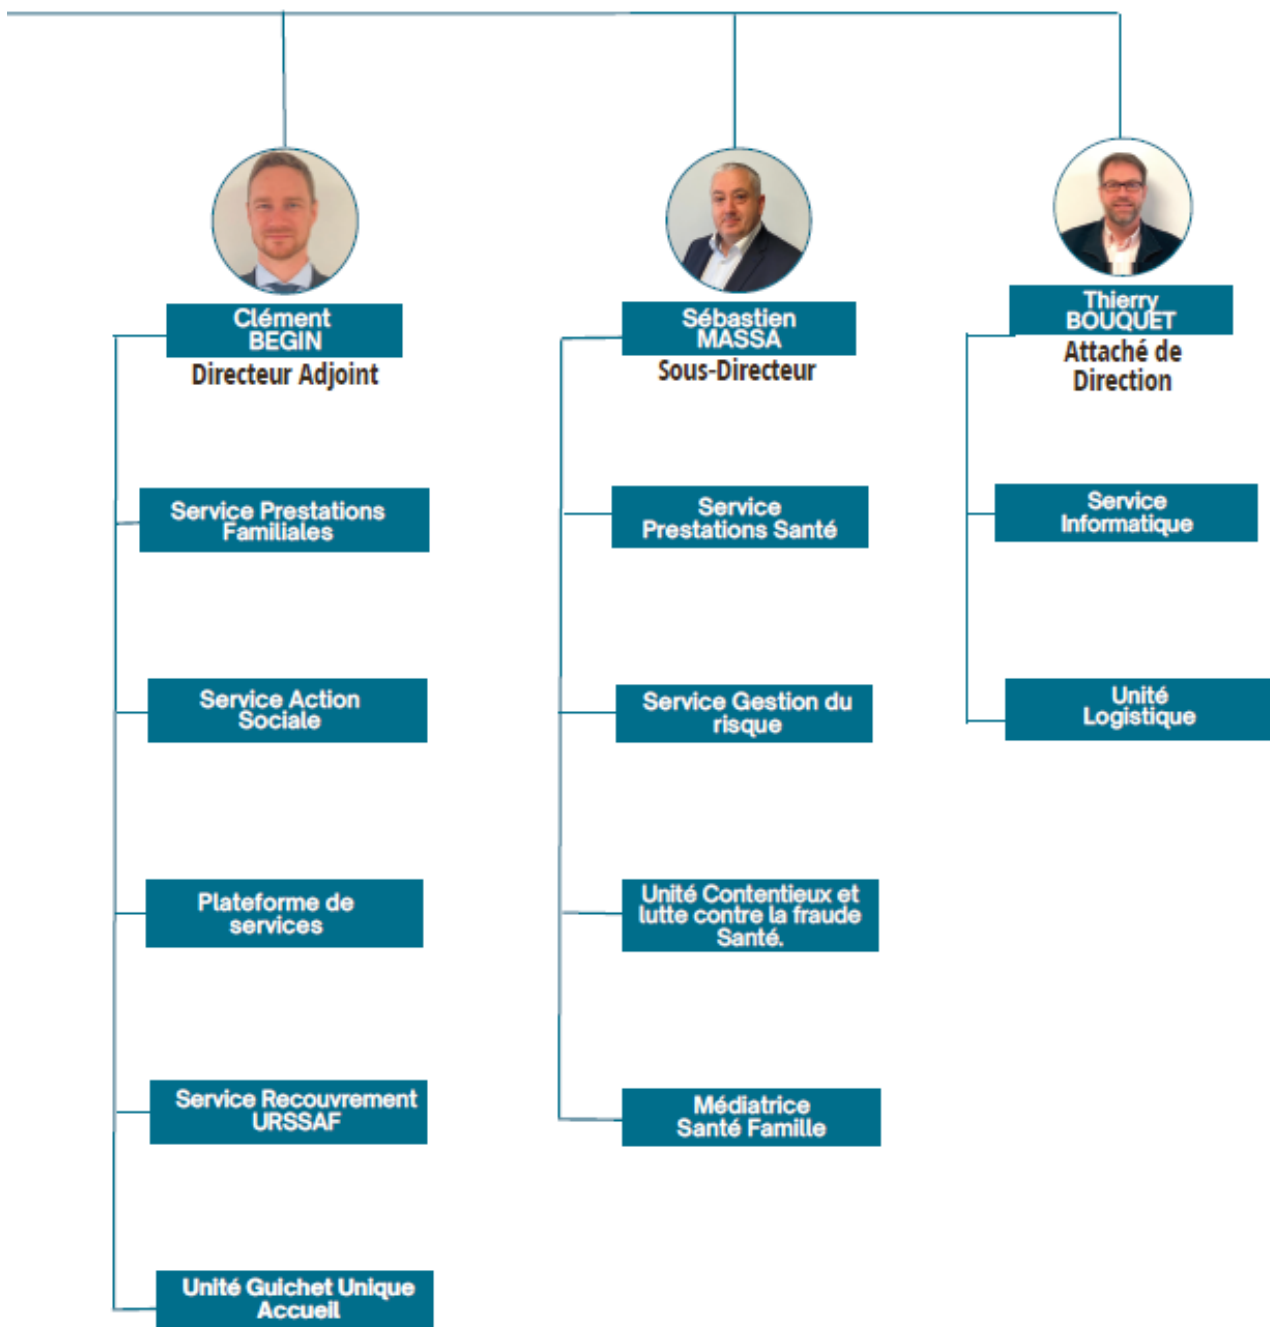 Clément
BEGIN
Directeur Adjoint
Service Prestations
Familiales
Service Action
Sociale
Plateforme de
services
Service Recouvrement
URSSAF
Unité Guichet Unique
Accueil
Sébastien
MASSA
Sous-Directeur
Service
Prestations Santé
Service Gestion du
risque
Unité Contentieux et
lutte contre la fraude
Santé.
Médiatrice
Santé Famille
Thierry
BOUQUET
Attaché de
Direction
Service
Informatique
Unité
Logistique